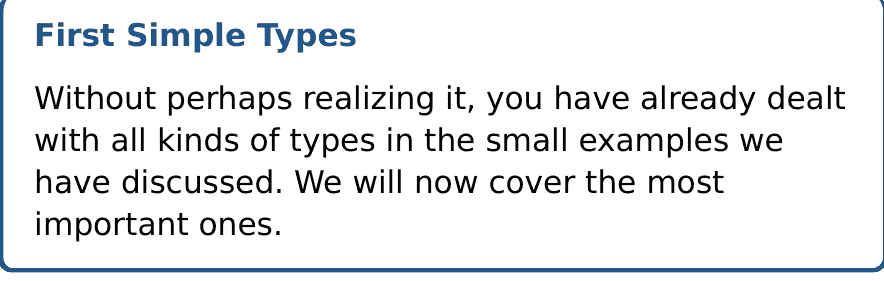 First Simple Types
Without perhaps realizing it, you have already dealt
with all kinds of types in the small examples we
have discussed. We will now cover the most
important ones.